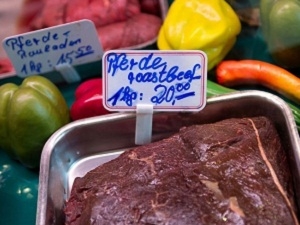 Pferde-
rouladen
1kg 15.50
Pferde
roastbeef
1kg: 20,00